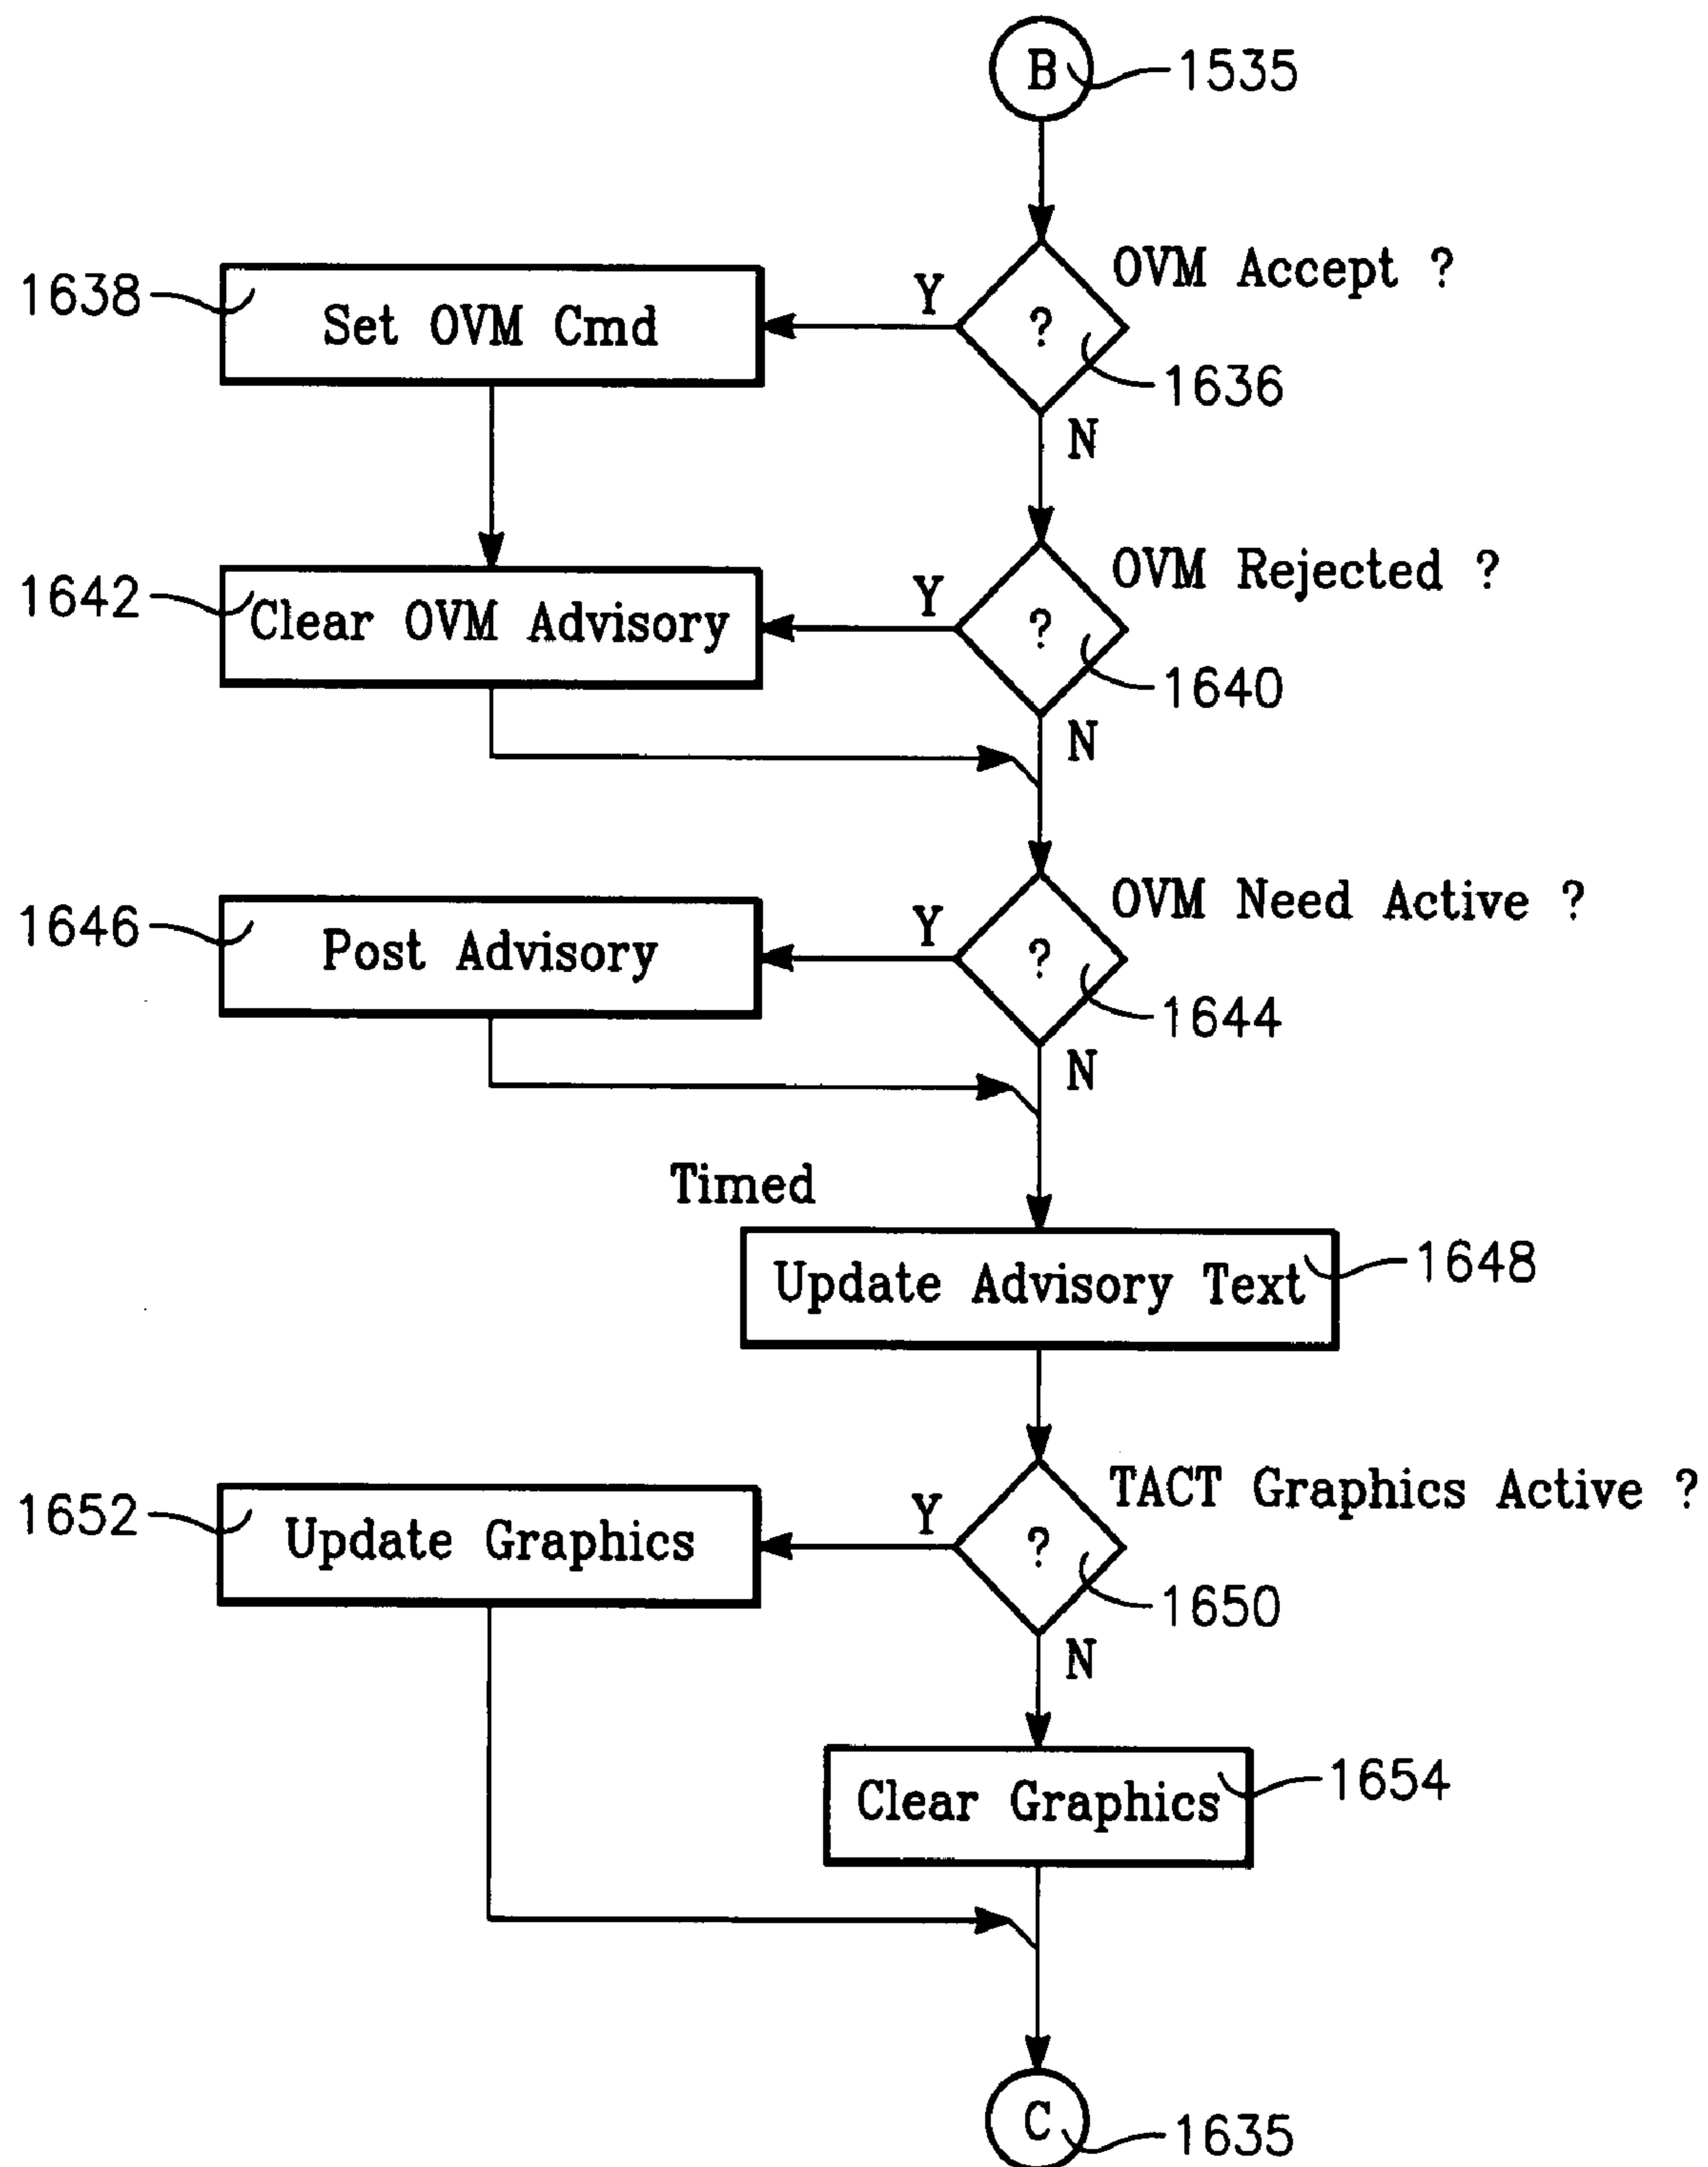 B
1535
OVM Accept ?
1638
Set OVM Cmd
Y
?
1636
N
OVM Rejected ?
1642
Clear OVM Advisory
Y
?
1640
N
OVM Need Active ?
1646
Post Advisory
Y
?
1644
N
Timed
Update Advisory Text
1648
TACT Graphics Active ?
1652
Update Graphics
Y
?
1650
N
Clear Graphics
1654
C
1635